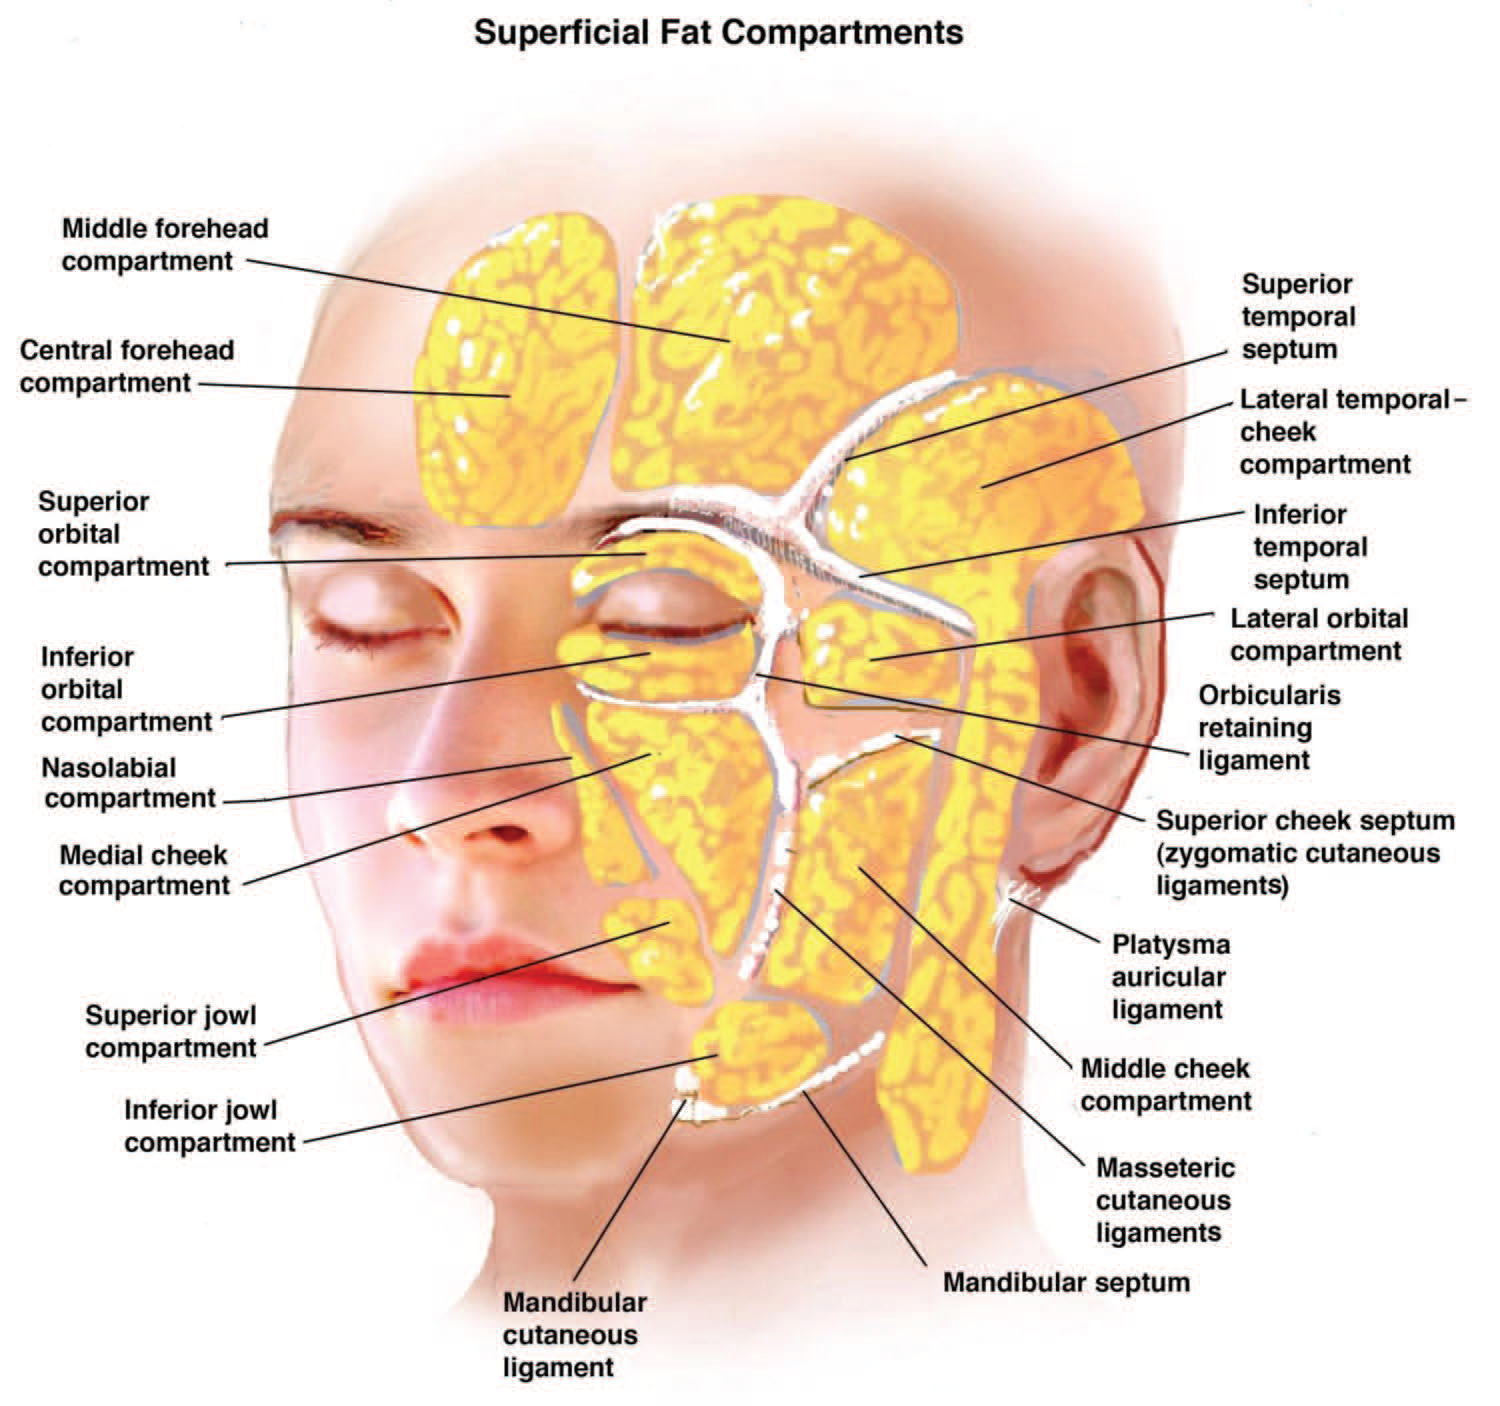 Superficial Fat Compartments
Middle forehead
compartment
Central forehead
compartment
Superior
orbital
compartment
Inferior
orbital
compartment
Nasolabial
compartment
Medial cheek
compartment
Superior jowl
compartment
Inferior jowl
compartment
Mandibular
cutaneous
ligament
Superior
temporal
septum
Lateral temporal–
cheek
compartment
Inferior
temporal
septum
Lateral orbital
compartment
Orbicularis
retaining
ligament
Superior cheek septum
(zygomatic cutaneous
ligaments)
Platysma
auricular
ligament
Middle cheek
compartment
Masseteric
cutaneous
ligaments
Mandibular septum